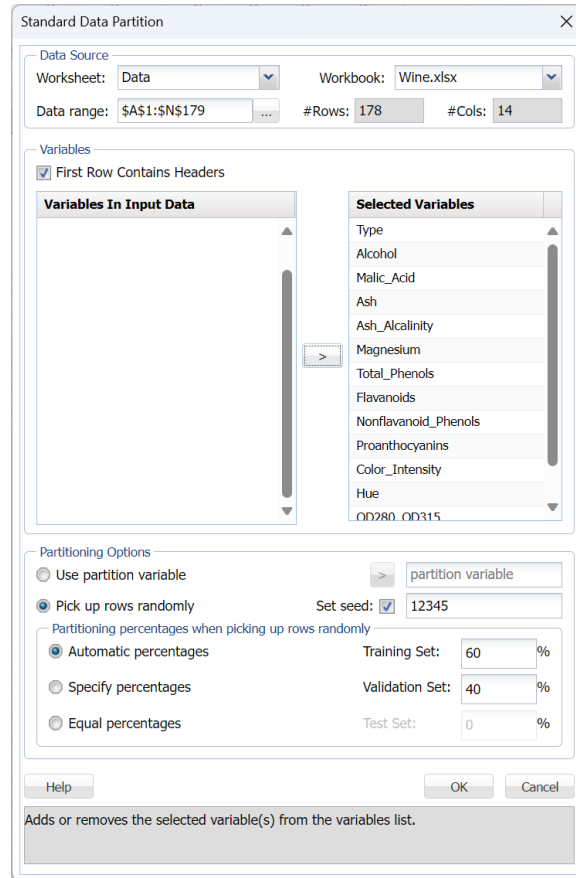 Standard Data Partition
Data Source
Worksheet: Data Workbook: Wine.xlsx
Data range: $A$1:$N$179 ... #Rows: 178 #Cols: 14
Variables
First Row Contains Headers
Variables In Input Data Selected Variables
Type
Alcohol
Malic_Acid
Ash
Ash_Alcalinity
>
Magnesium
Total_Phenols
Flavanoids
Nonflavanoid_Phenols
Proanthocyanins
Color_Intensity
Hue
OD280_OD315
Partitioning Options
Use partition variable > partition variable
Pick up rows randomly Set seed: 12345
Partitioning percentages when picking up rows randomly
Automatic percentages Training Set: 60 %
Specify percentages Validation Set: 40 %
Equal percentages Test Set: 0 %
Help OK Cancel
Adds or removes the selected variable(s) from the variables list.